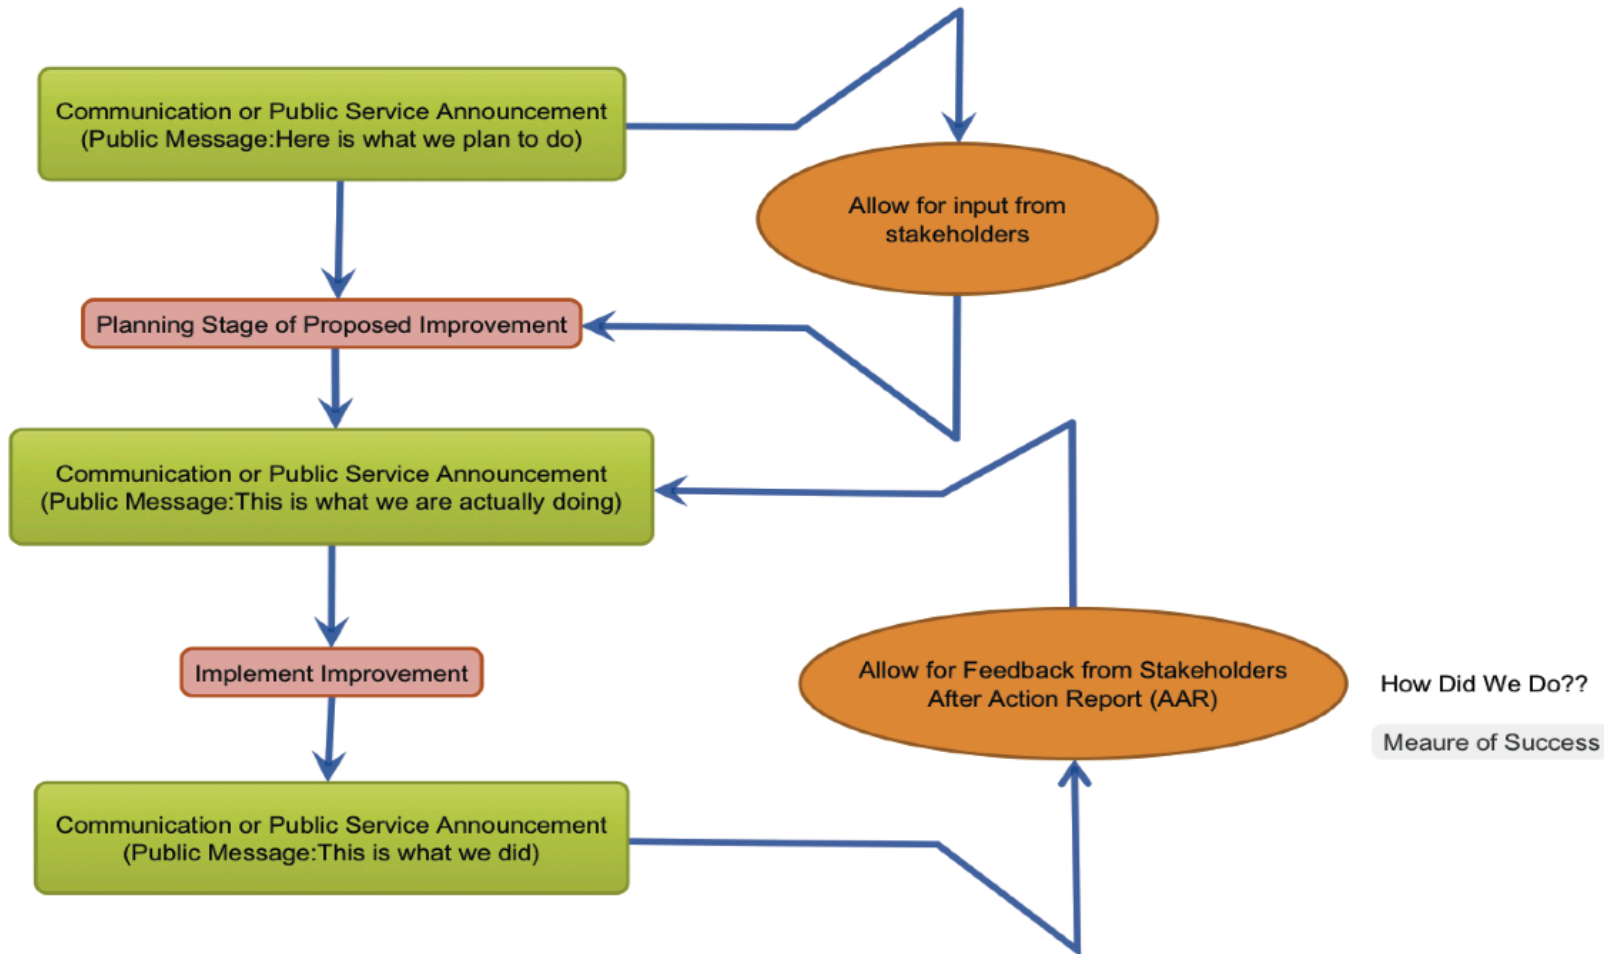 Communication or Public Service Announcement
(Public Message:Here is what we plan to do)
Allow for input from
stakeholders
Planning Stage of Proposed Improvement
Communication or Public Service Announcement
(Public Message:This is what we are actually doing)
Implement Improvement
Allow for Feedback from Stakeholders
After Action Report (AAR)
How Did We Do??
Meaure of Success
Communication or Public Service Announcement
(Public Message:This is what we did)